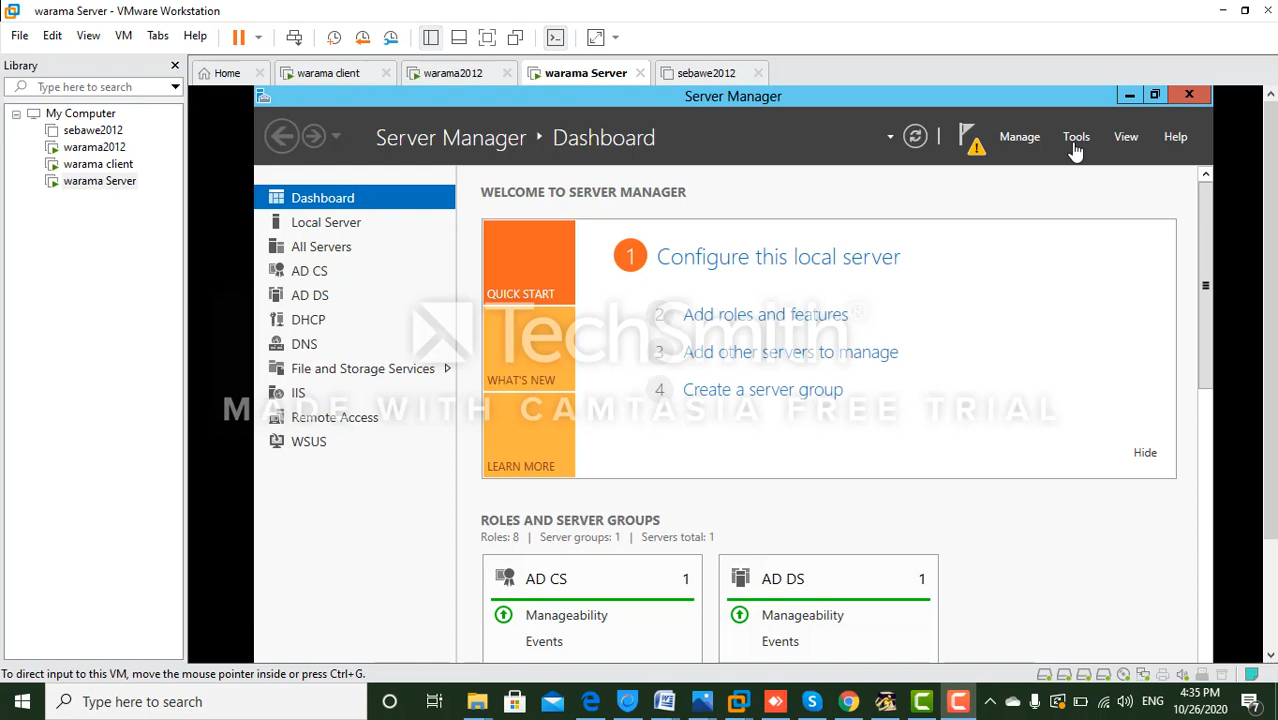 warama Server - VMware Workstation
File Edit View VM Tabs Help
Library
Type here to search
My Computer
sebawe2012
warama2012
warama client
warama Server
Home
warama client
warama2012
warama Server
sebawe2012
Server Manager
Server Manager • Dashboard
Manage Tools View Help
Dashboard
Local Server
All Servers
AD CS
AD DS
DHCP
DNS
File and Storage Services
IIS
Remote Access
WSUS
WELCOME TO SERVER MANAGER
QUICK START
WHAT'S NEW
LEARN MORE
1 Configure this local server
2 Add roles and features
3 Add other servers to manage
4 Create a server group
Hide
TechSmith®
MADE WITH CAMTASIA FREE TRIAL
ROLES AND SERVER GROUPS
Roles: 8 | Server groups: 1 | Servers total: 1
AD CS 1
Manageability
Events
AD DS 1
Manageability
Events
To direct input to this VM, move the mouse pointer inside or press Ctrl+G.
Type here to search
ENG
4:35 PM
10/26/2020
7